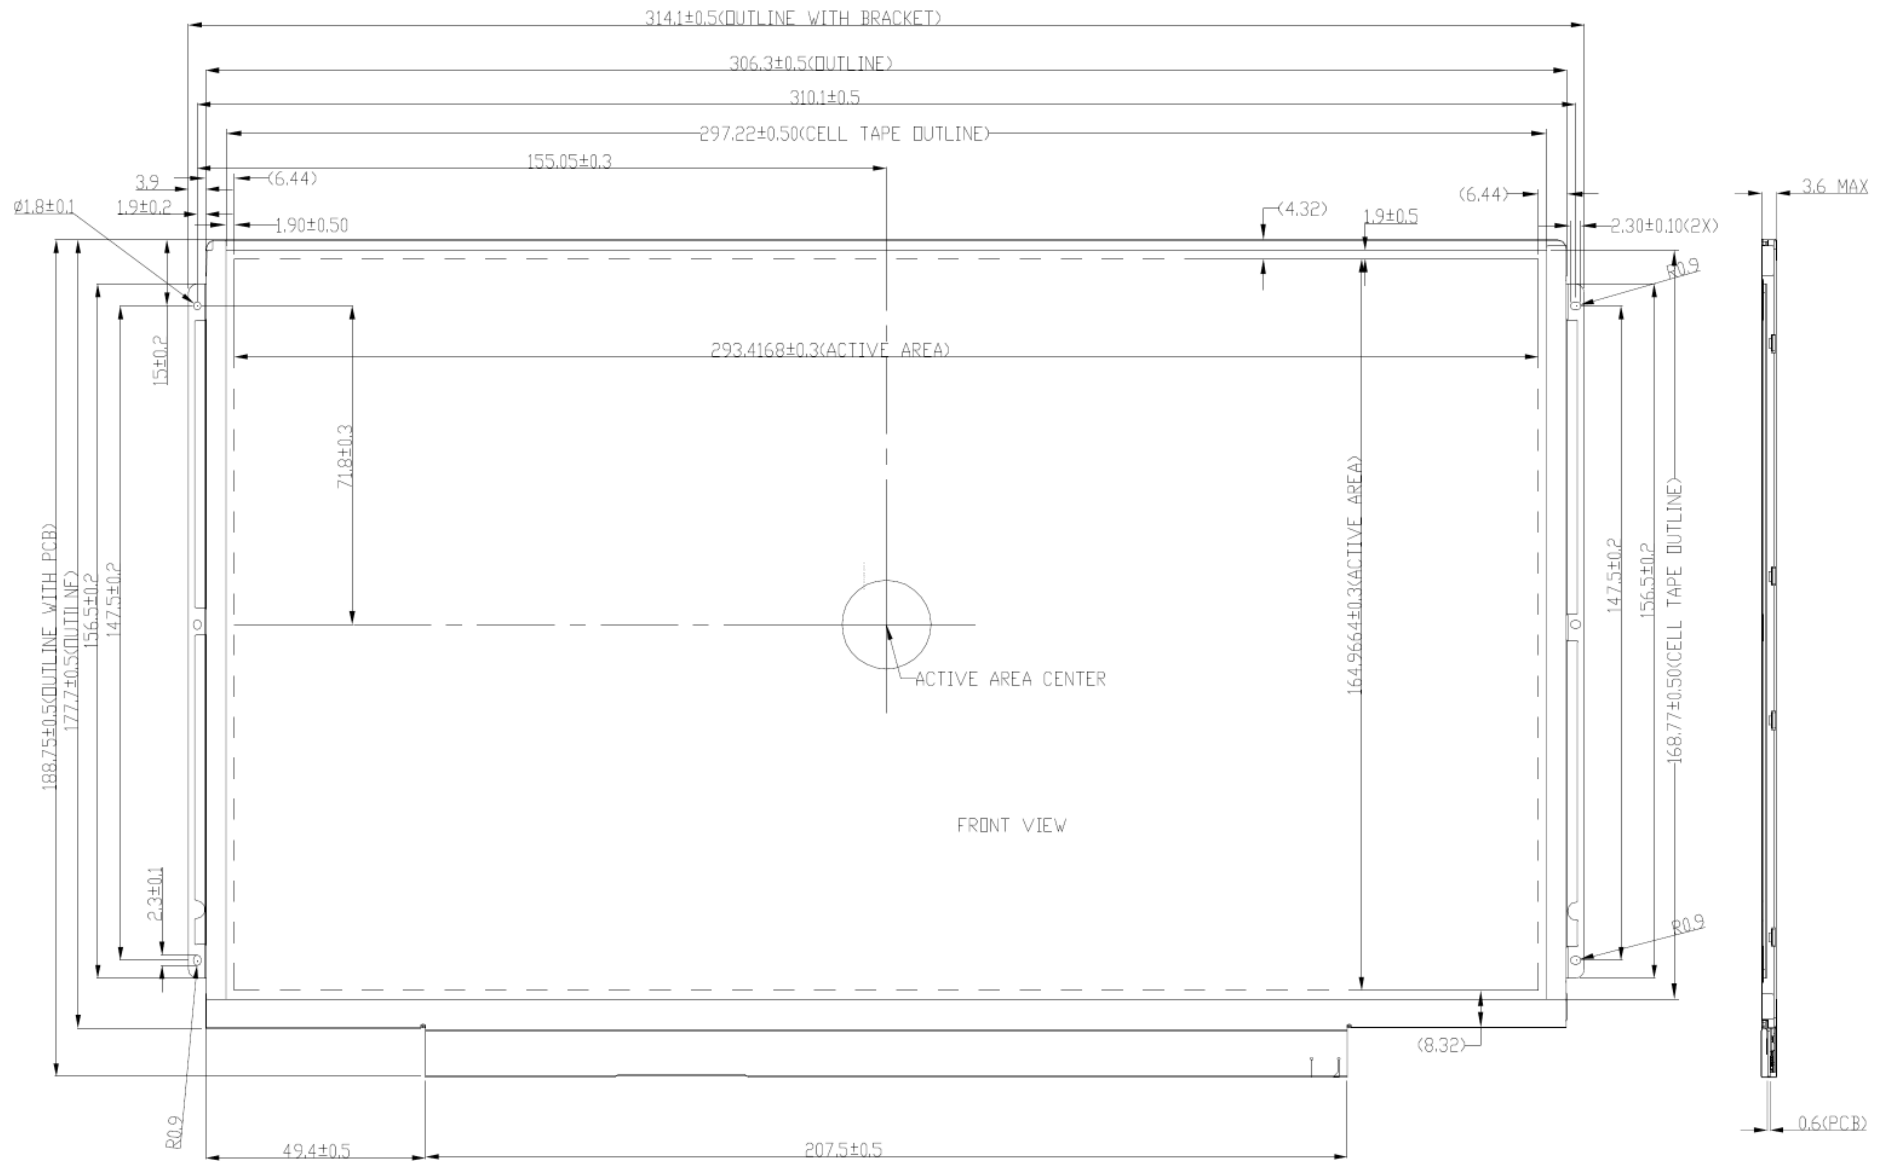 314.1±0.5(OUTLINE WITH BRACKET)
306.3±0.5(OUTLINE)
310.1±0.5
297.22±0.50(CELL TAPE OUTLINE)
155.05±0.3
3.9
(6.44)
(6.44)
3.6 MAX
ø1.8±0.1
1.9±0.2
1.90±0.50
(4.32)
1.9±0.5
2.30±0.10(2X)
R0.9
15±0.2
293.4168±0.3(ACTIVE AREA)
71.8±0.3
188.75±0.5(OUTLINE WITH PCB)
177.7±0.5(OUTILNE)
156.5±0.2
147.5±0.2
164.9664±0.3(ACTIVE AREA)
147.5±0.2
156.5±0.2
168.77±0.50(CELL TAPE OUTLINE)
ACTIVE AREA CENTER
FRONT VIEW
2.3±0.1
R0.9
(8.32)
R0.9
49.4±0.5
207.5±0.5
0.6(PCB)